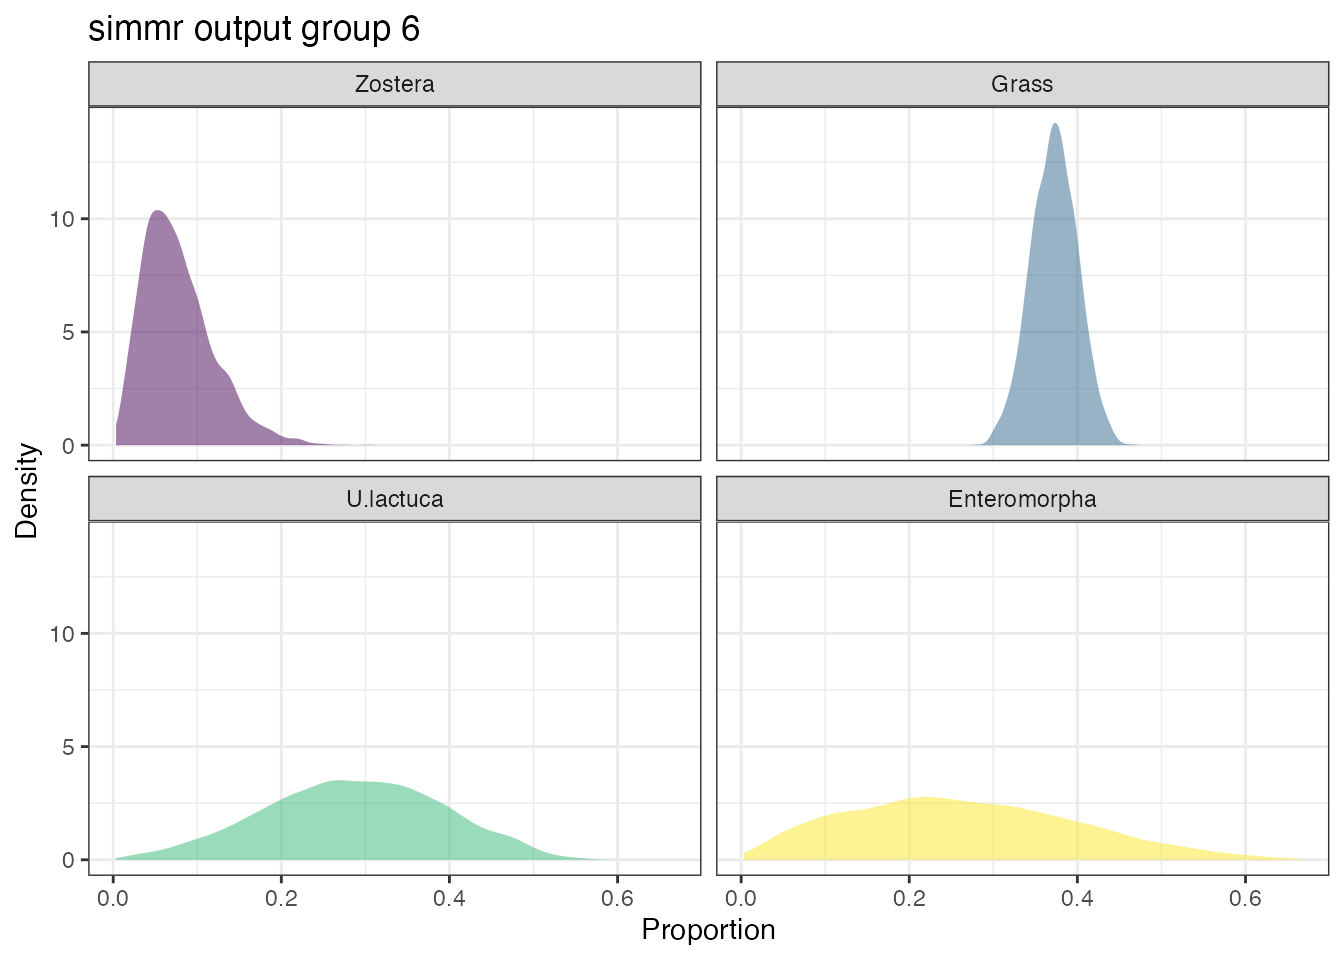 simmr output group 6
Zostera
Grass
10
5
0
Density
U.lactuca
Enteromorpha
10
5
0
0.0 0.2 0.4 0.6
0.0 0.2 0.4 0.6
Proportion